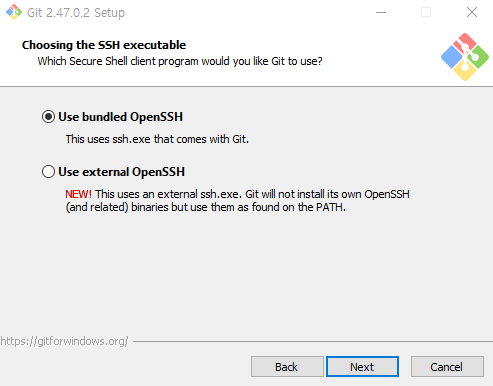 Git 2.47.0.2 Setup
Choosing the SSH executable
Which Secure Shell client program would you like Git to use?
Use bundled OpenSSH
This uses ssh.exe that comes with Git.
Use external OpenSSH
NEW! This uses an external ssh.exe. Git will not install its own OpenSSH
(and related) binaries but use them as found on the PATH.
https://gitforwindows.org/
Back Next Cancel